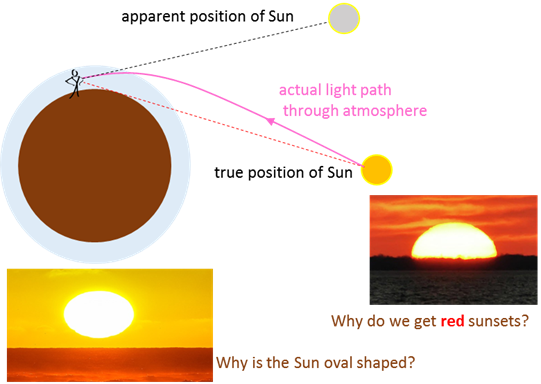 apparent position of Sun
actual light path
through atmosphere
true position of Sun
Why do we get red sunsets?
Why is the Sun oval shaped?